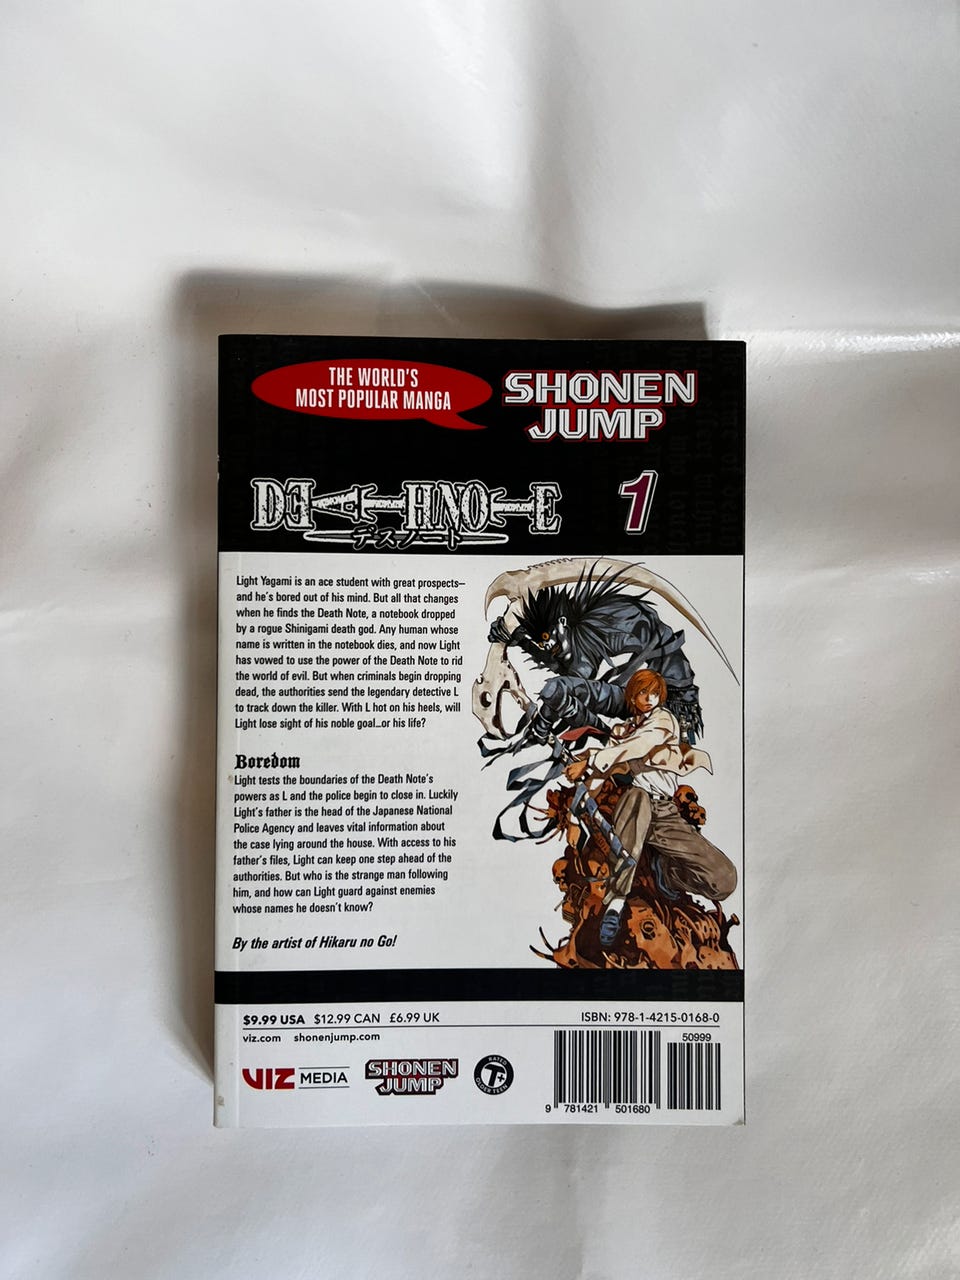 THE WORLD'S
MOST POPULAR MANGA
SHONEN
JUMP
DEATH NOTE
デスノート
1
Light Yagami is an ace student with great prospects—
and he's bored out of his mind. But all that changes
when he finds the Death Note, a notebook dropped
by a rogue Shinigami death god. Any human whose
name is written in the notebook dies, and now Light
has vowed to use the power of the Death Note to rid
the world of evil. But when criminals begin dropping
dead, the authorities send the legendary detective L
to track down the killer. With L hot on his heels, will
Light lose sight of his noble goal...or his life?
Boredom
Light tests the boundaries of the Death Note's
powers as L and the police begin to close in. Luckily
Light's father is the head of the Japanese National
Police Agency and leaves vital information about
the case lying around the house. With access to his
father's files, Light can keep one step ahead of the
authorities. But who is the strange man following
him, and how can Light guard against enemies
whose names he doesn't know?
By the artist of Hikaru no Go!
$9.99 USA $12.99 CAN £6.99 UK
ISBN: 978-1-4215-0168-0
viz.com shonenjump.com
50999
VIZ MEDIA
SHONEN
JUMP
RATED
T+
OLDER TEEN
9 781421 501680